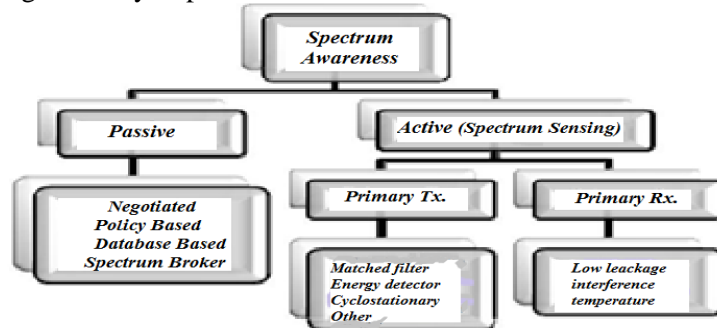 Spectrum
Awareness
Passive
Active (Spectrum Sensing)
Negotiated
Policy Based
Database Based
Spectrum Broker
Primary Tx.
Primary Rx.
Matched filter
Energy detector
Cyclostationary
Other
Low leackage
interference
temperature